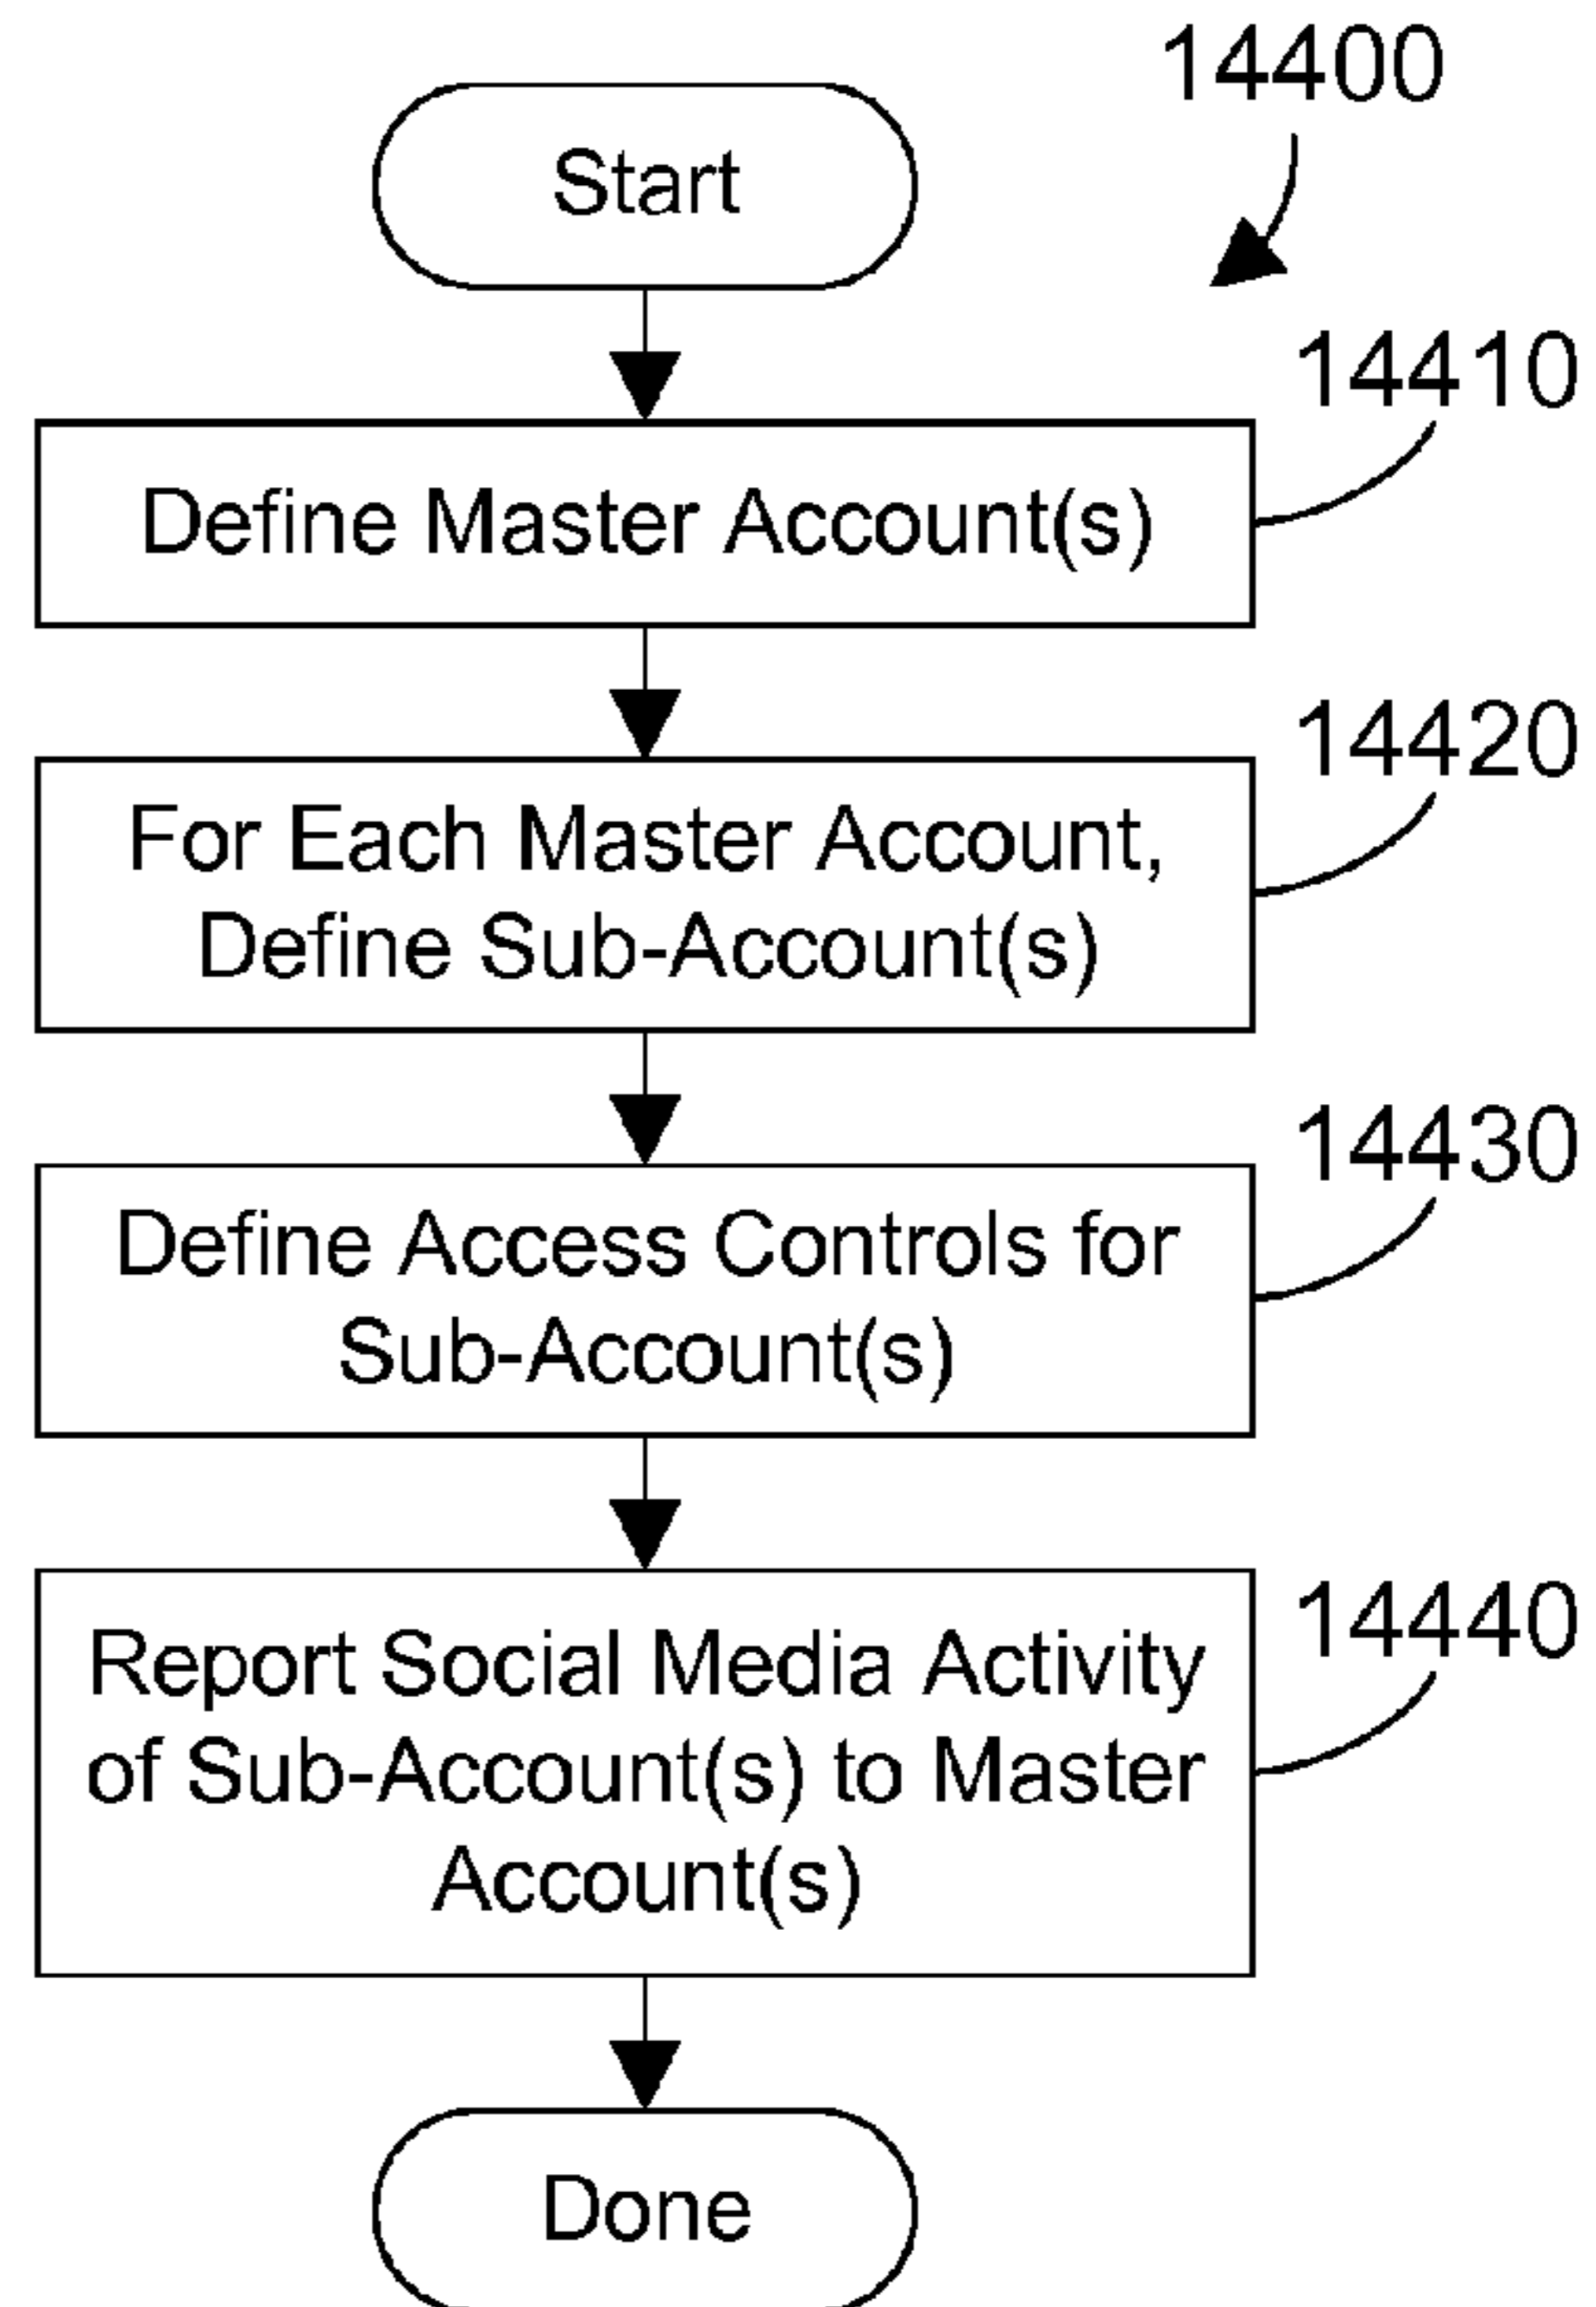 14400
Start
14410
Define Master Account(s)
14420
For Each Master Account,
Define Sub-Account(s)
14430
Define Access Controls for
Sub-Account(s)
14440
Report Social Media Activity
of Sub-Account(s) to Master
Account(s)
Done